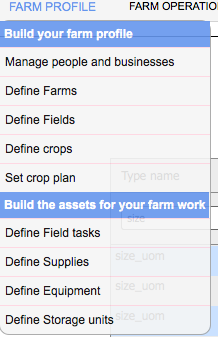 FARM PROFILE
FARM OPERATION
Build your farm profile
Manage people and businesses
Define Farms
Define Fields
Define crops
Set crop plan
Type name
Build the assets for your farm work
size
Define Field tasks
size_uom
Define Supplies
size_uom
Define Equipment
Define Storage units
size_uom